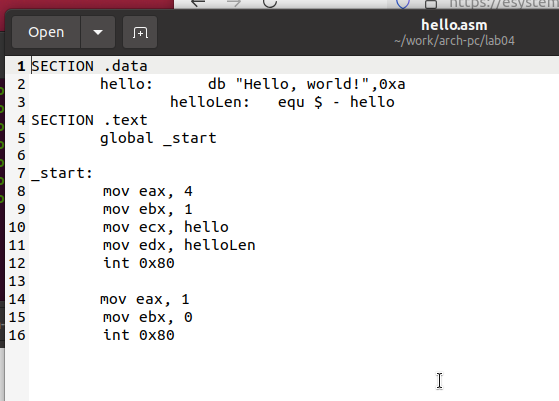 https://esystem
Open
hello.asm
~/work/arch-pc/lab04
1 SECTION .data
2 hello: db "Hello, world!",0xa
3 helloLen: equ $ - hello
4 SECTION .text
5 global _start
6
7 _start:
8 mov eax, 4
9 mov ebx, 1
10 mov ecx, hello
11 mov edx, helloLen
12 int 0x80
13
14 mov eax, 1
15 mov ebx, 0
16 int 0x80